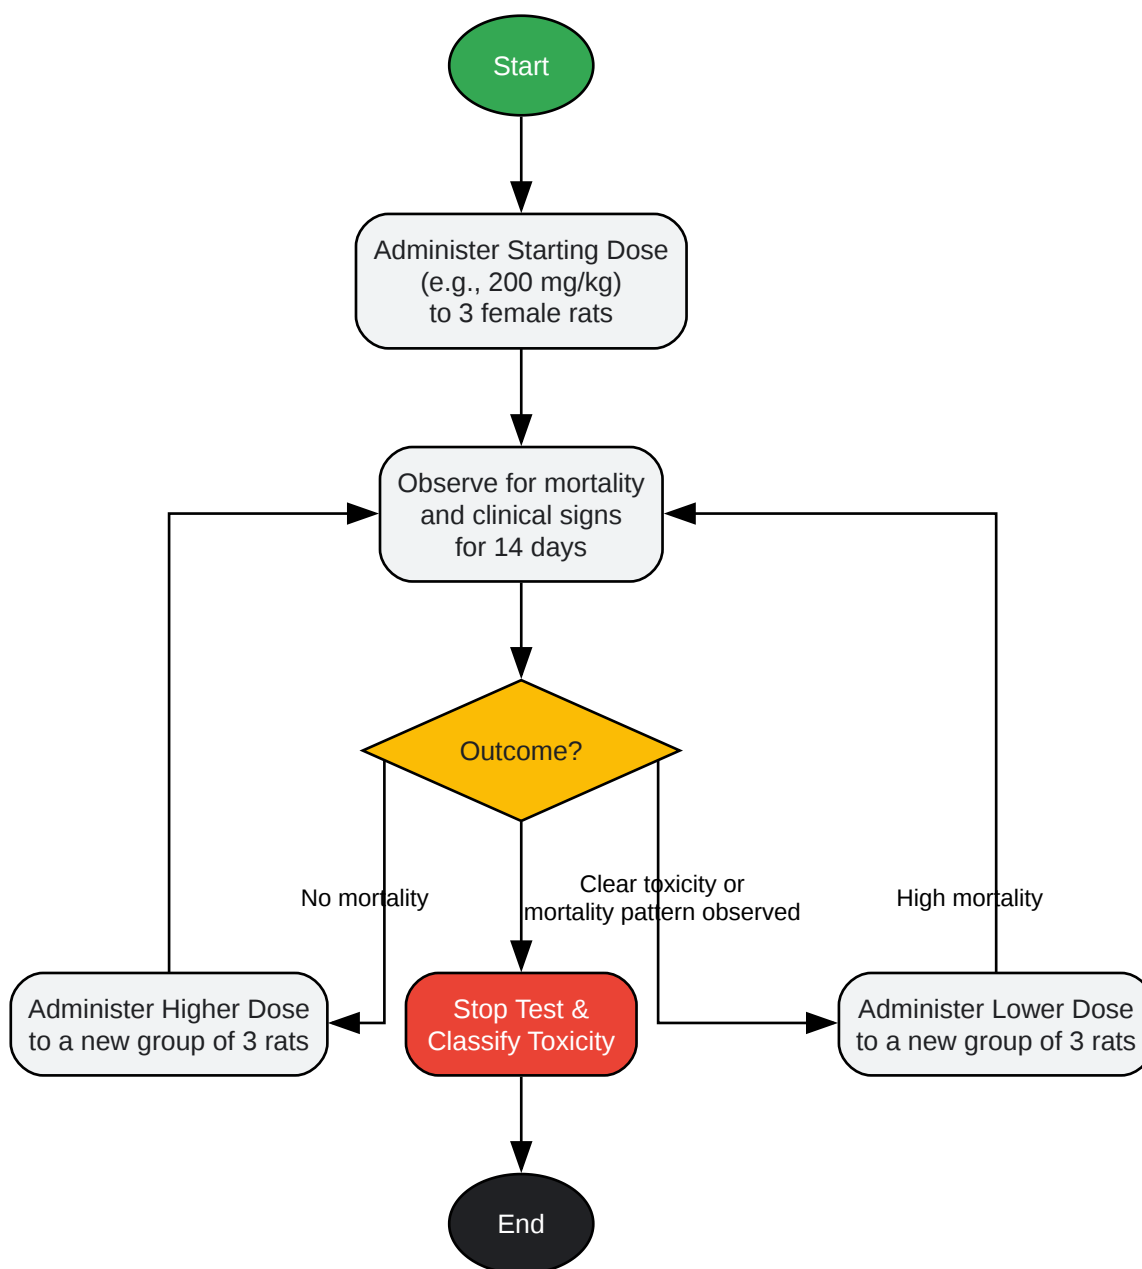 Start
Administer Starting Dose
(e.g., 200 mg/kg)
to 3 female rats
Observe for mortality
and clinical signs
for 14 days
Outcome?
No mortality
Clear toxicity or
mortality pattern observed
High mortality
Administer Higher Dose
to a new group of 3 rats
Stop Test &
Classify Toxicity
Administer Lower Dose
to a new group of 3 rats
End